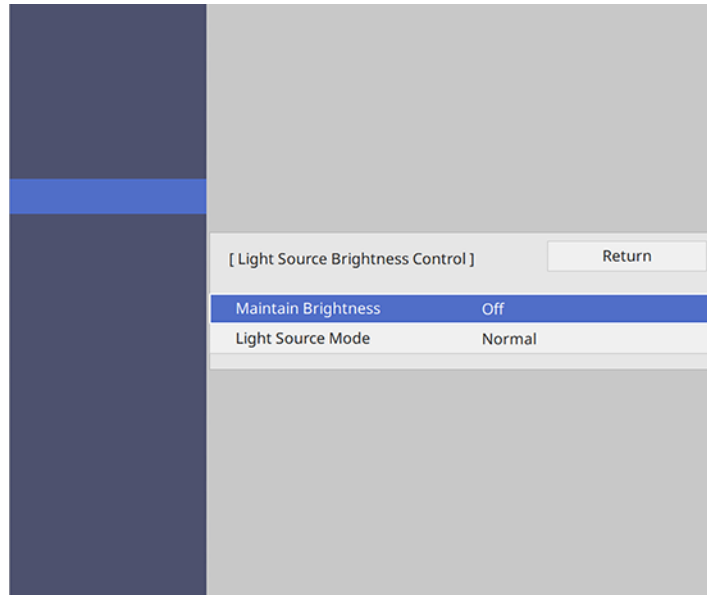 [ Light Source Brightness Control ] Return
Maintain Brightness Off
Light Source Mode Normal